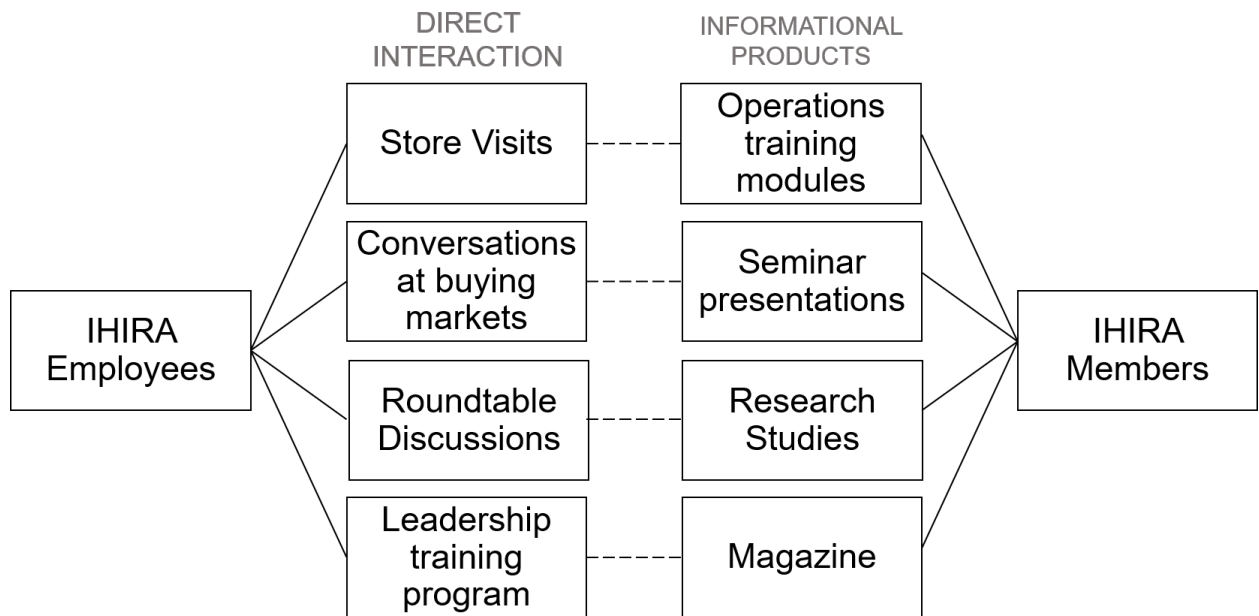 DIRECT
INTERACTION
INFORMATIONAL
PRODUCTS
Store Visits
Operations
training
modules
Conversations
at buying
markets
Seminar
presentations
IHIRA
Employees
IHIRA
Members
Roundtable
Discussions
Research
Studies
Leadership
training
program
Magazine